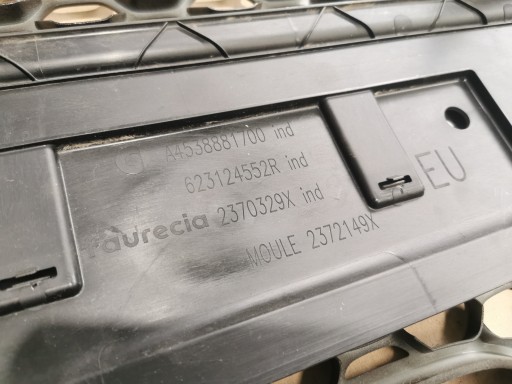 A4538881700 ind
623124552R ind
faurecia 2370329X ind
MOULE 2372149X
EU